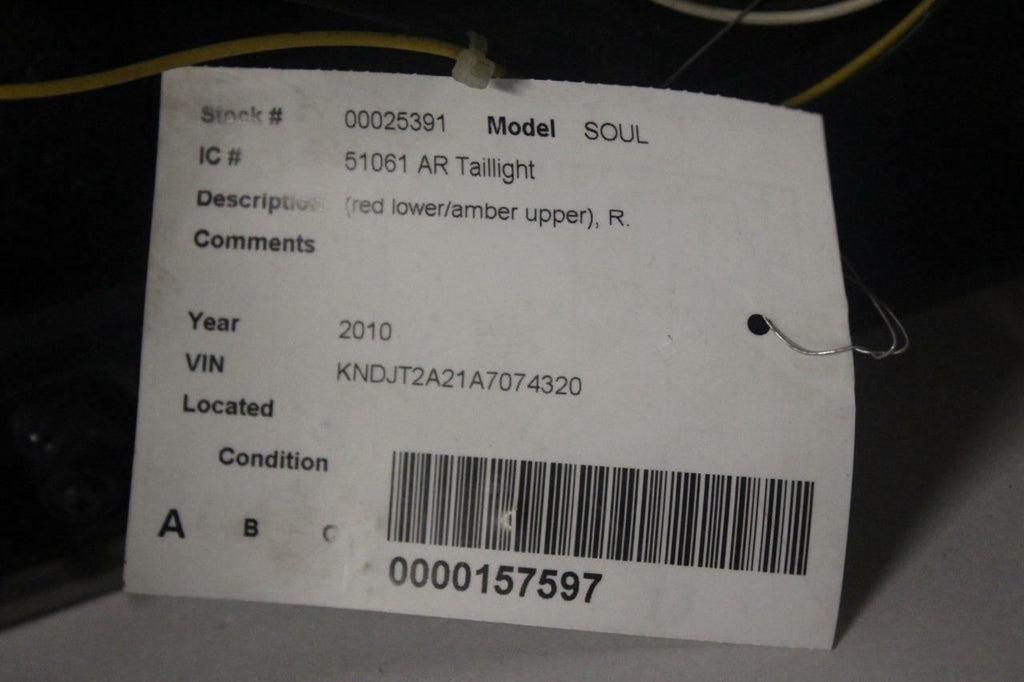 Stock # 00025391 Model SOUL
IC # 51061 AR Taillight
Description (red lower/amber upper), R.
Comments
Year 2010
VIN KNDJT2A21A7074320
Located
Condition
A B C
0000157597